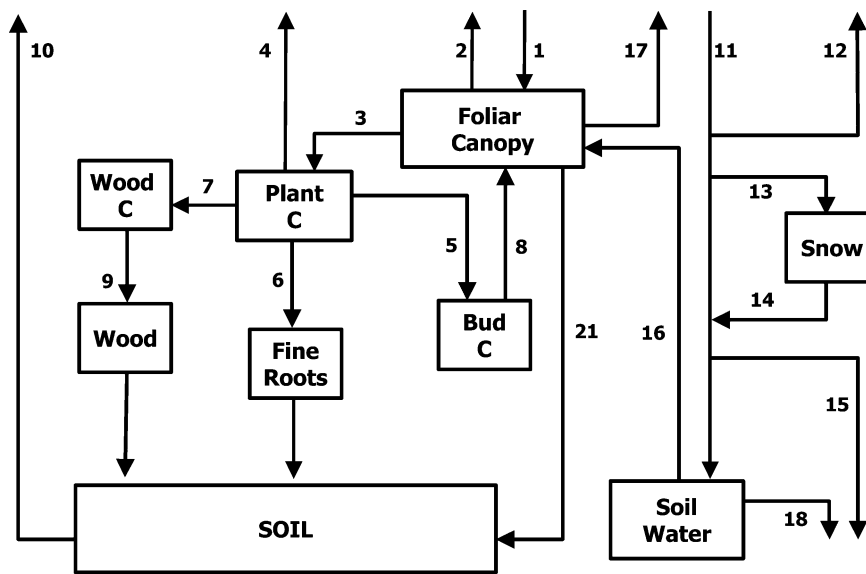 10
4
2
1
17
11
12
3
Foliar
Canopy
Wood
C
7
Plant
C
13
Snow
5
8
6
9
14
Wood
Fine
Roots
Bud
C
21
16
15
SOIL
Soil
Water
18